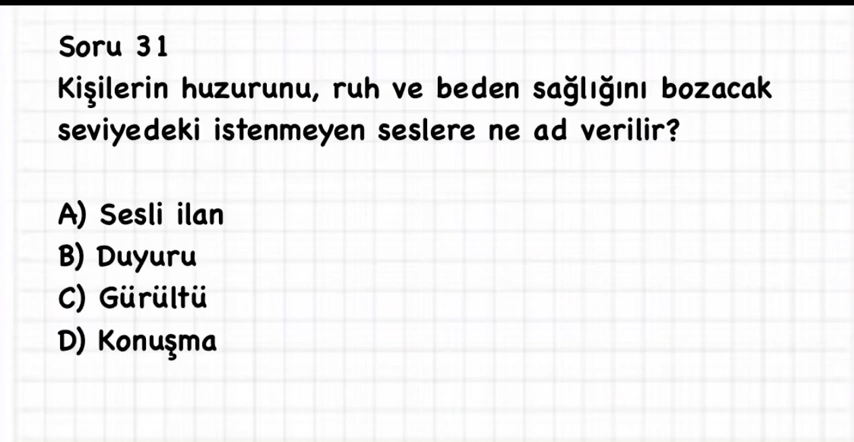 Soru 31
Kişilerin huzurunu, ruh ve beden sağlığını bozacak
seviyedeki istenmeyen seslere ne ad verilir?
A) Sesli ilan
B) Duyuru
C) Gürültü
D) Konuşma